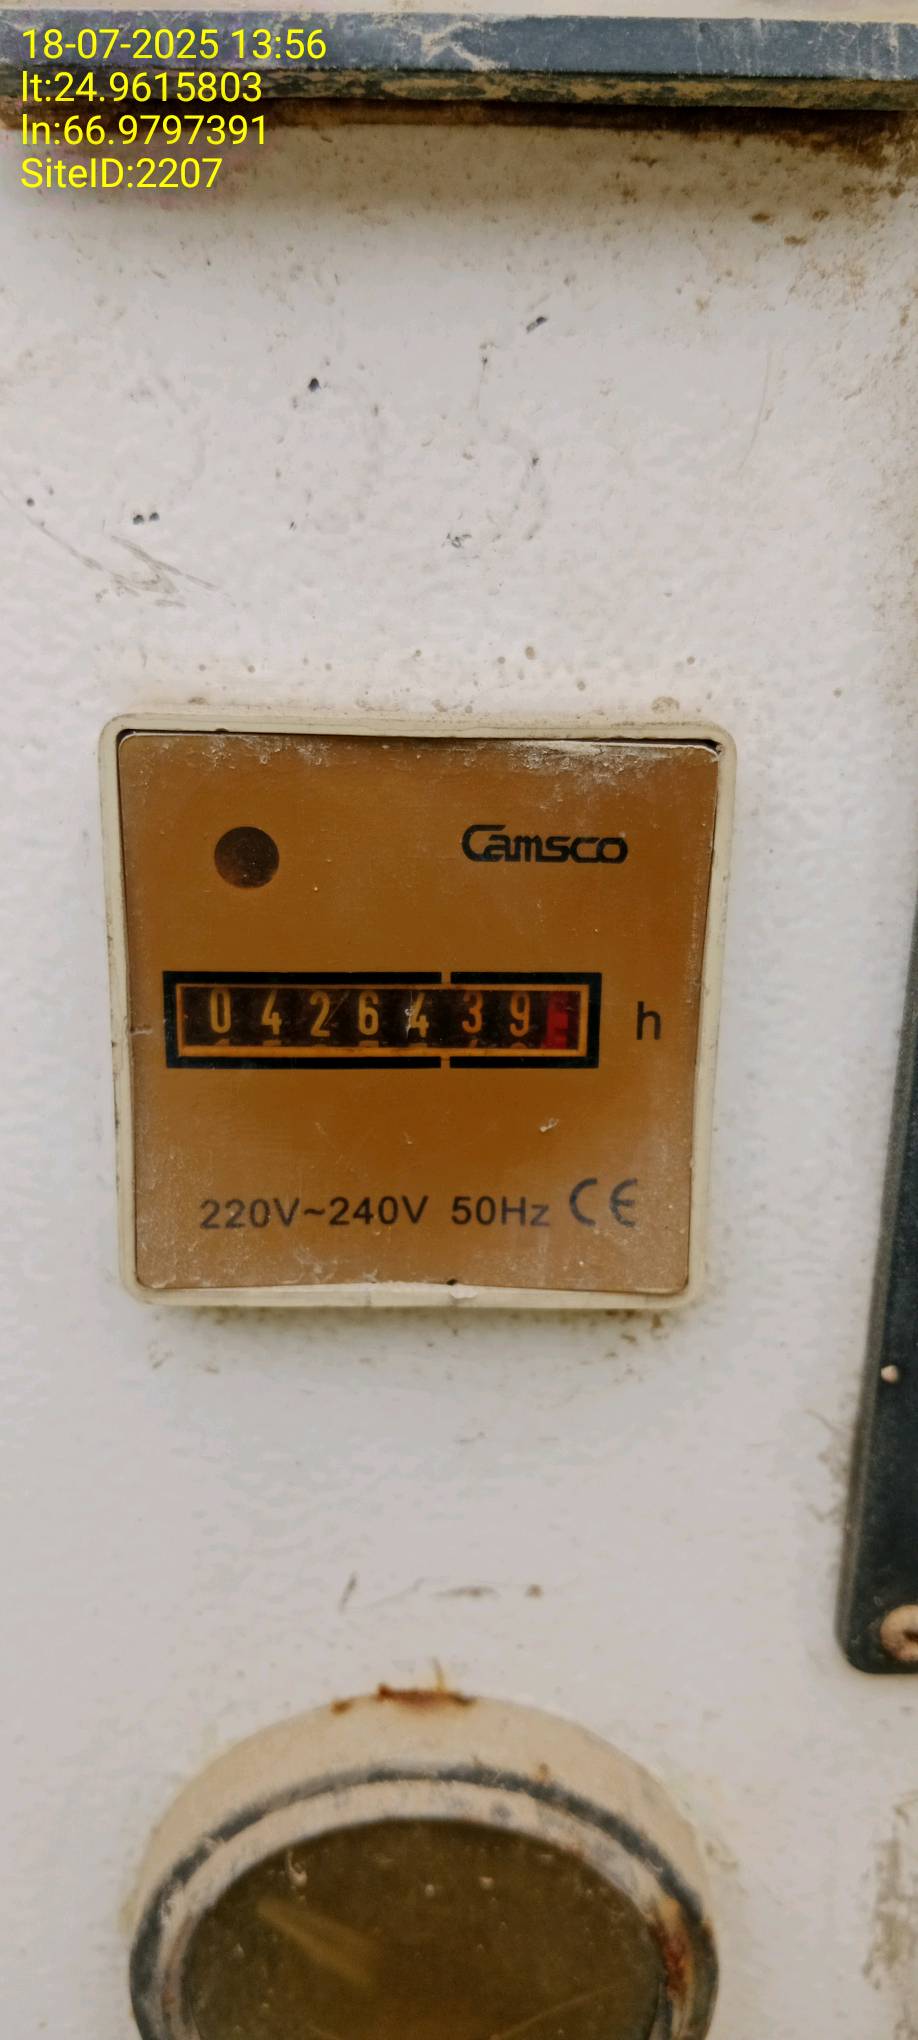 18-07-2025 13:56
lt:24.9615803
ln:66.9797391
SiteID:2207
Camsco
0426439 h
220V~240V 50Hz CE